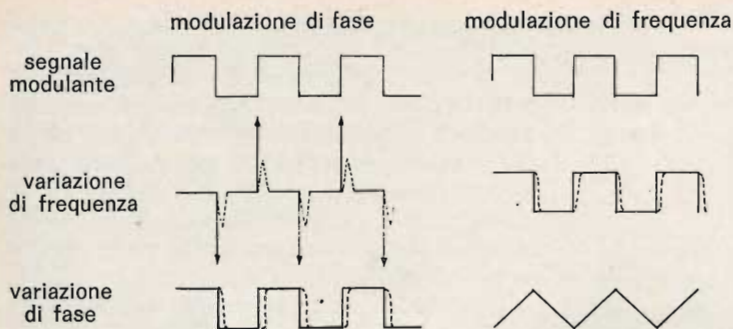 modulazione di fase
modulazione di frequenza
segnale
modulante
variazione
di frequenza
variazione
di fase